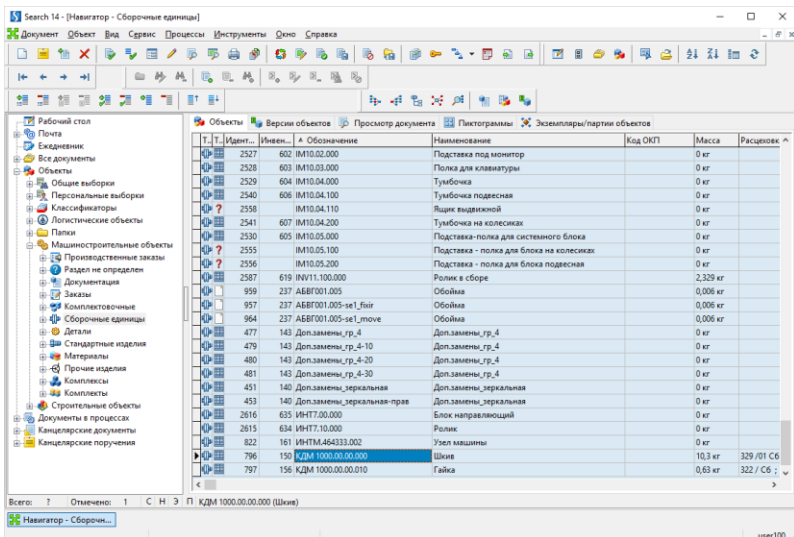 Search 14 - [Навигатор - Сборочные единицы]
Документ Объект Вид Сервис Процессы Инструменты Окно Справка
Рабочий стол
Почта
Ежедневник
Все документы
Объекты
Общие выборки
Персональные выборки
Классификаторы
Логистические объекты
Папки
Машиностроительные объекты
Производственные заказы
Раздел не определен
Документация
Заказы
Комплектовочные
Сборочные единицы
Детали
Стандартные изделия
Материалы
Прочие изделия
Комплексы
Комплекты
Строительные объекты
Документы в процессах
Канцелярские документы
Канцелярские поручения
Объекты Версии объектов Просмотр документа Пиктограммы Экземпляры/партии объектов
Т.. Т.. Идент... Инвен... Обозначение Наименование Код ОКП Масса Расцеховк
2527 602 IM10.02.000 Подставка под монитор 0 кг
2528 603 IM10.03.000 Полка для клавиатуры 0 кг
2529 604 IM10.04.000 Тумбочка 0 кг
2540 606 IM10.04.100 Тумбочка подвесная 0 кг
2558 IM10.04.110 Ящик выдвижной 0 кг
2541 607 IM10.04.200 Тумбочка на колесиках 0 кг
2530 605 IM10.05.000 Подставка-полка для системного блока 0 кг
2555 IM10.05.100 Подставка - полка для блока на колесиках 0 кг
2556 IM10.05.200 Подставка - полка для блока подвесная 0 кг
2587 619 INV11.100.000 Ролик в сборе 2,329 кг
959 237 АБВГ001.005 Обойма 0,006 кг
957 237 АБВГ001.005-se1_fixir Обойма 0,006 кг
964 237 АБВГ001.005-se1_move Обойма 0,006 кг
477 143 Доп.замены_гр_4 Доп.замены_гр_4 0 кг
479 143 Доп.замены_гр_4-10 Доп.замены_гр_4 0 кг
480 143 Доп.замены_гр_4-20 Доп.замены_гр_4 0 кг
481 143 Доп.замены_гр_4-30 Доп.замены_гр_4 0 кг
451 140 Доп.замены_зеркальная Доп.замены_зеркальная 0 кг
453 140 Доп.замены_зеркальная-прав Доп.замены_зеркальная 0 кг
2616 635 ИНТ7.00.000 Блок направляющий 0 кг
2615 634 ИНТ7.10.000 Ролик 0 кг
822 161 ИНТМ.464333.002 Узел машины 0 кг
796 150 КДМ 1000.00.00.000 Шкив 10,3 кг 329 /01 Сб
797 156 КДМ 1000.00.00.010 Гайка 0,63 кг 322 / Сб ;
Всего: ? Отмечено: 1 С Н Э П КДМ 1000.00.00.000 (Шкив)
Навигатор - Сборочн...
user100